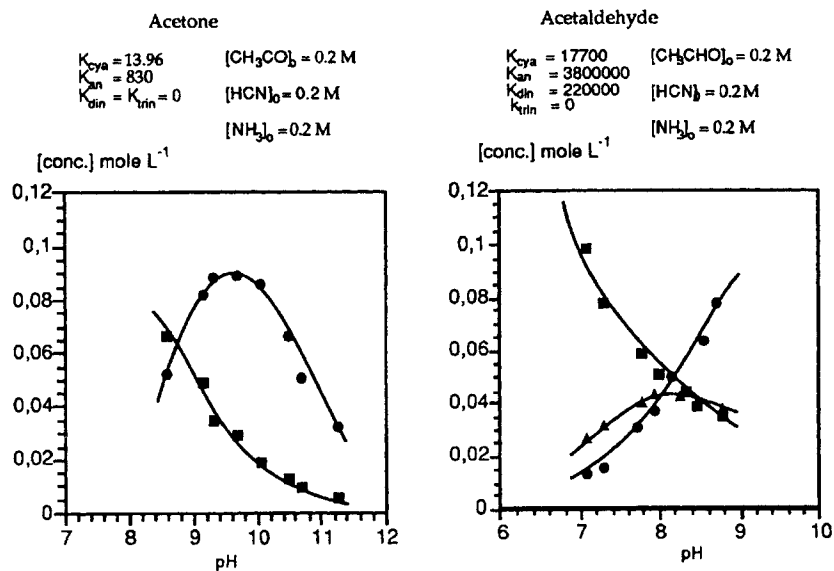 Acetone
K_cya = 13.96
K_an = 830
K_din = K_trin = 0
[CH₃CO]₀ = 0.2 M
[HCN]₀ = 0.2 M
[NH₃]₀ = 0.2 M
[conc.] mole L⁻¹
0,12
0,1
0,08
0,06
0,04
0,02
0
7 8 9 10 11 12
pH
Acetaldehyde
K_cya = 17700
K_an = 3800000
K_din = 220000
k_trin = 0
[CH₃CHO]₀ = 0.2 M
[HCN]₀ = 0.2 M
[NH₃]₀ = 0.2 M
[conc.] mole L⁻¹
0,12
0,1
0,08
0,06
0,04
0,02
0
6 7 8 9 10
pH